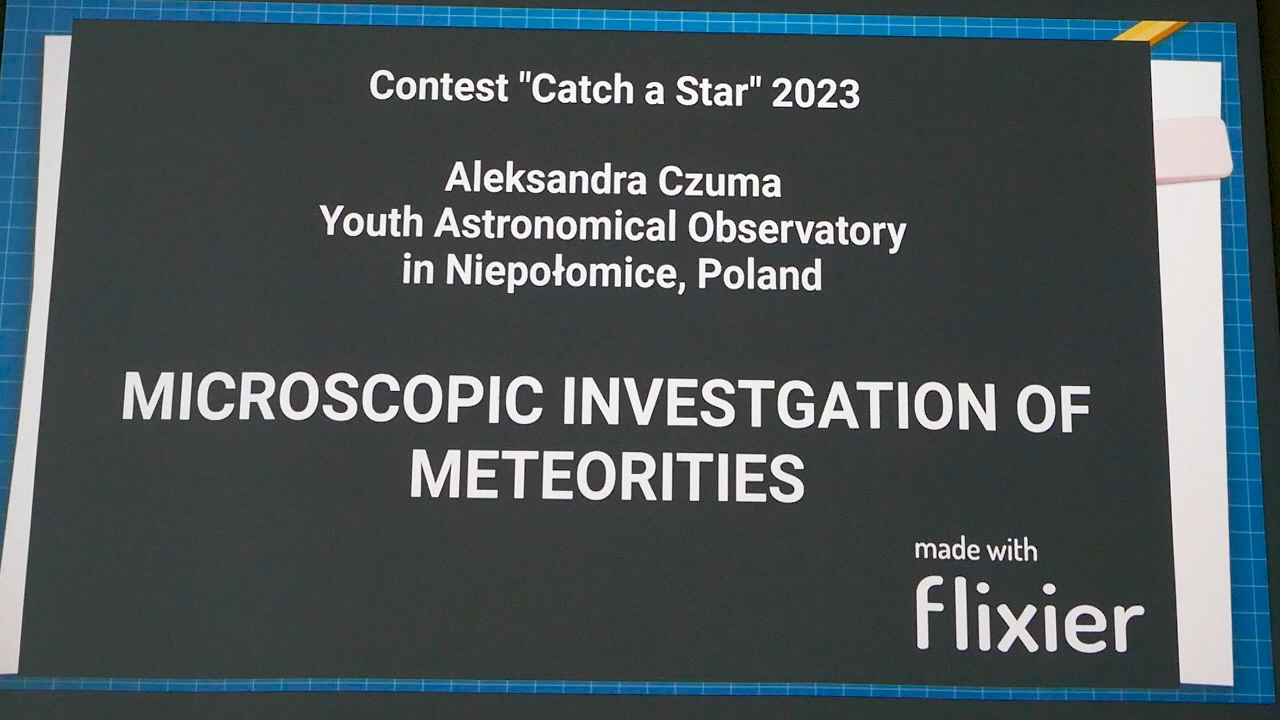 Contest "Catch a Star" 2023
Aleksandra Czuma
Youth Astronomical Observatory
in Niepołomice, Poland
MICROSCOPIC INVESTGATION OF
METEORITIES
made with
flixier